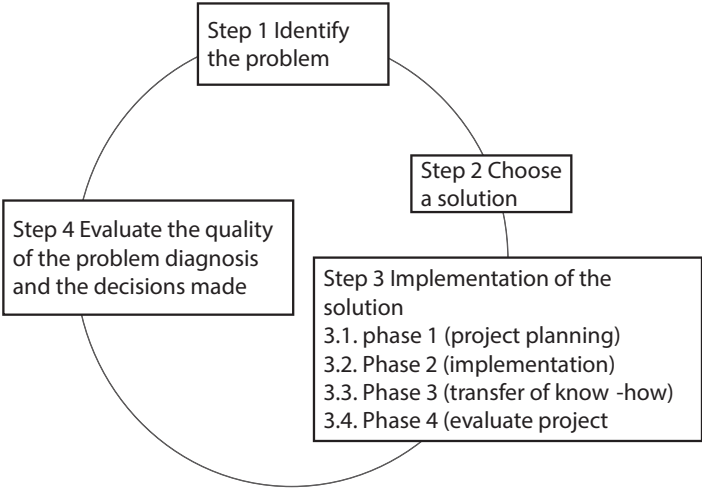 Step 1 Identify
the problem
Step 2 Choose
a solution
Step 3 Implementation of the
solution
3.1. phase 1 (project planning)
3.2. Phase 2 (implementation)
3.3. Phase 3 (transfer of know -how)
3.4. Phase 4 (evaluate project
Step 4 Evaluate the quality
of the problem diagnosis
and the decisions made